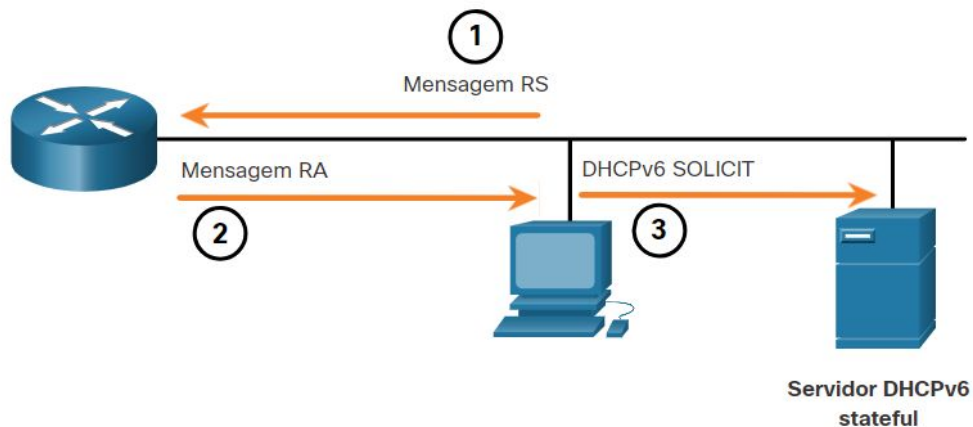 1
Mensagem RS
Mensagem RA
DHCPv6 SOLICIT
2
3
Servidor DHCPv6
stateful